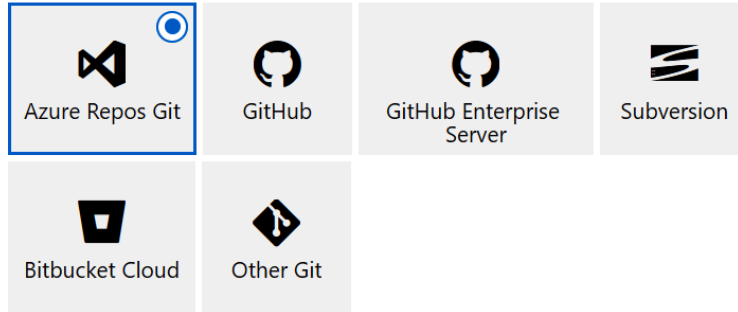 Azure Repos Git
GitHub
GitHub Enterprise
Server
Subversion
Bitbucket Cloud
Other Git